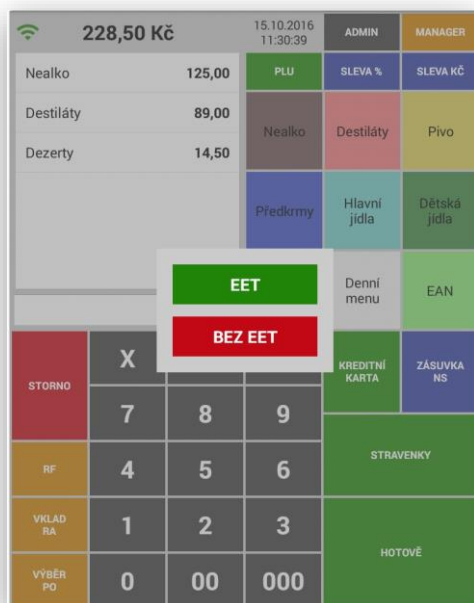 228,50 Kč
15.10.2016
11:30:39
ADMIN
MANAGER
Nealko 125,00
Destiláty 89,00
Dezerty 14,50
PLU
SLEVA %
SLEVA KČ
Nealko
Destiláty
Pivo
Předkrmy
Hlavní
jídla
Dětská
jídla
Denní
menu
EAN
EET
BEZ EET
STORNO
X
KREDITNÍ
KARTA
ZÁSUVKA
NS
7
8
9
STRAVENKY
RF
4
5
6
VKLAD
RA
1
2
3
HOTOVĚ
VÝBĚR
PO
0
00
000